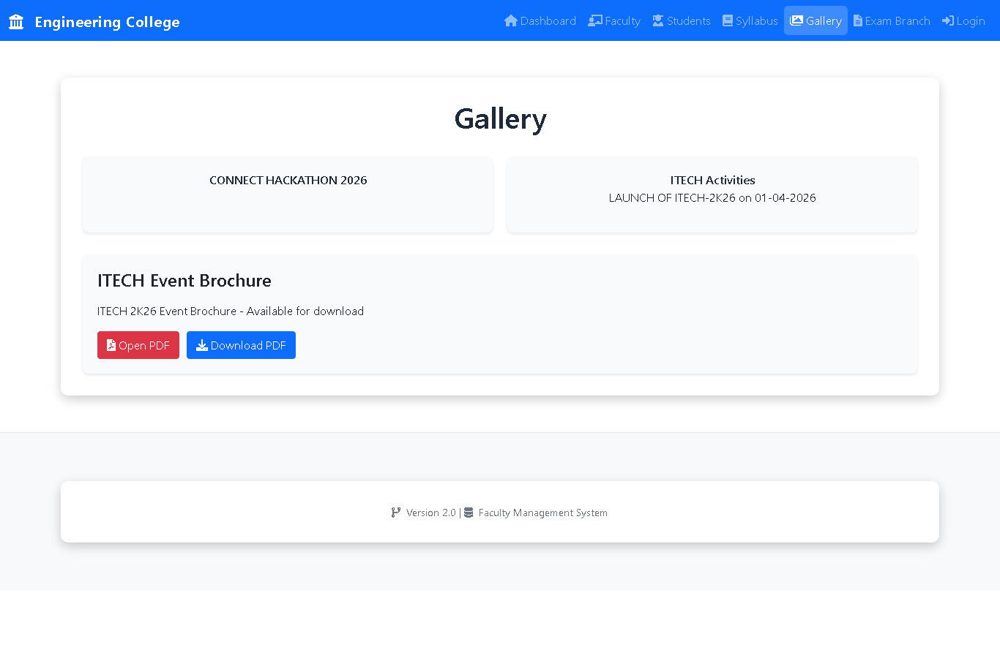 Engineering College
Dashboard
Faculty
Students
Syllabus
Gallery
Exam Branch
Login
Gallery
CONNECT HACKATHON 2026
ITECH Activities
LAUNCH OF ITECH-2K26 on 01-04-2026
ITECH Event Brochure
ITECH 2K26 Event Brochure - Available for download
Open PDF
Download PDF
Version 2.0 | Faculty Management System